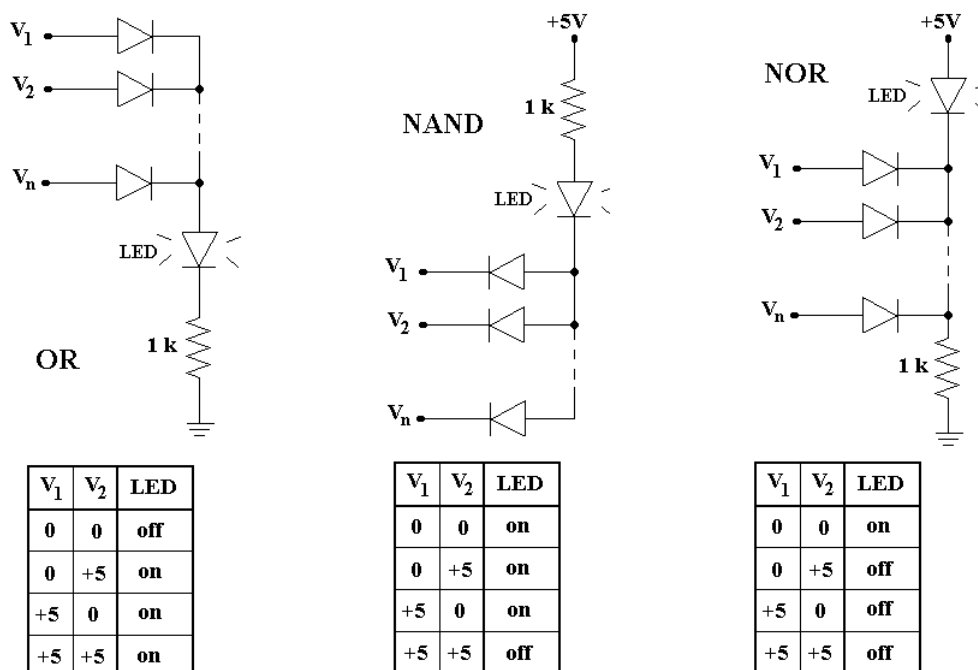 V1
V2
Vn
LED
1 k
OR
+5V
1 k
NAND
LED
V1
V2
Vn
+5V
NOR
LED
V1
V2
Vn
1 k
V1 V2 LED
0 0 off
0 +5 on
+5 0 on
+5 +5 on
V1 V2 LED
0 0 on
0 +5 on
+5 0 on
+5 +5 off
V1 V2 LED
0 0 on
0 +5 off
+5 0 off
+5 +5 off